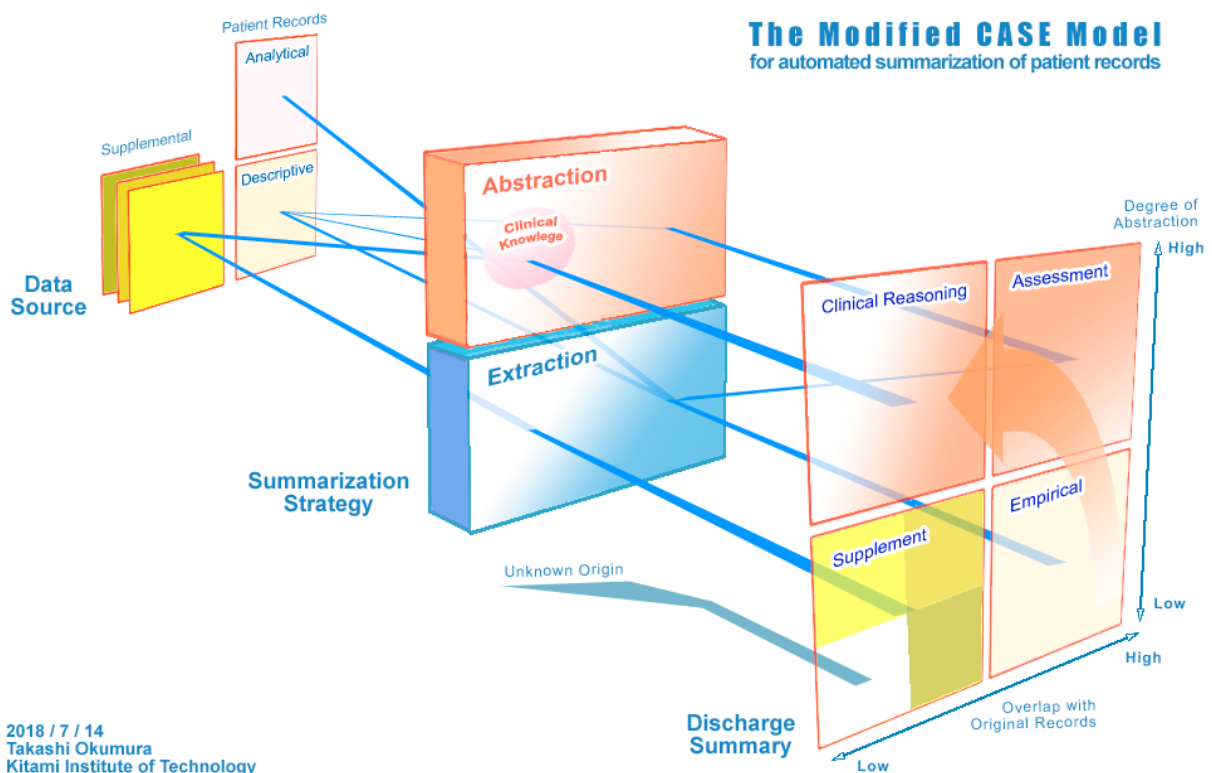 The Modified CASE Model
for automated summarization of patient records
Patient Records
Analytical
Supplemental
Descriptive
Data
Source
Abstraction
Clinical
Knowlege
Extraction
Summarization
Strategy
Unknown Origin
Degree of
Abstraction
High
Clinical Reasoning
Assessment
Supplement
Empirical
Low
High
Overlap with
Original Records
Low
Discharge
Summary
2018 / 7 / 14
Takashi Okumura
Kitami Institute of Technology